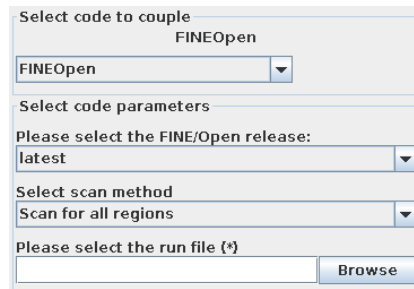 Select code to couple
FINEOpen
FINEOpen
Select code parameters
Please select the FINE/Open release:
latest
Select scan method
Scan for all regions
Please select the run file (*)
Browse